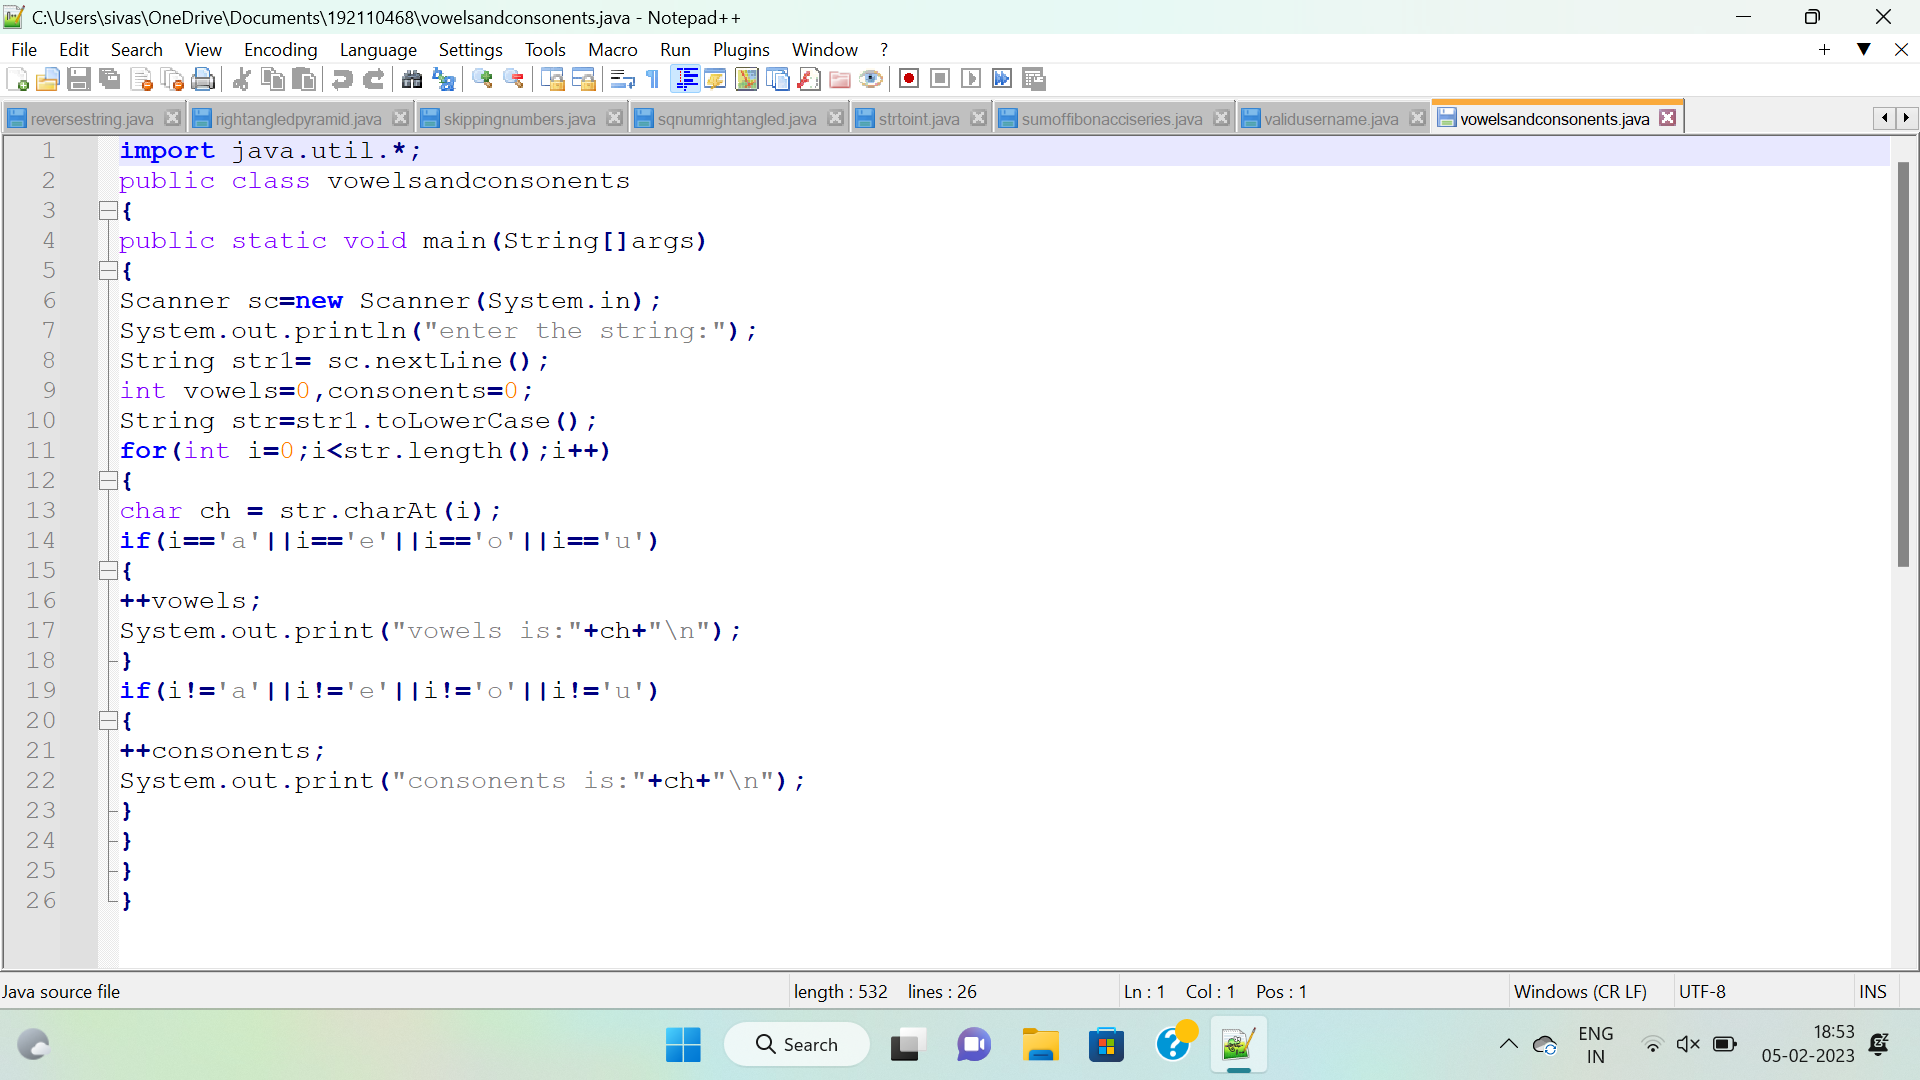 C:\Users\sivas\OneDrive\Documents\192110468\vowelsandconsonents.java - Notepad++
File Edit Search View Encoding Language Settings Tools Macro Run Plugins Window ?
reversestring.java rightangledpyramid.java skippingnumbers.java sqnumrightangled.java strtoint.java sumoffibonacciseries.java validusername.java vowelsandconsonents.java
1 import java.util.*;
2 public class vowelsandconsonents
3 {
4 public static void main(String[]args)
5 {
6 Scanner sc=new Scanner(System.in);
7 System.out.println("enter the string:");
8 String str1= sc.nextLine();
9 int vowels=0,consonents=0;
10 String str=str1.toLowerCase();
11 for(int i=0;i<str.length();i++)
12 {
13 char ch = str.charAt(i);
14 if(i=='a'||i=='e'||i=='o'||i=='u')
15 {
16 ++vowels;
17 System.out.print("vowels is:"+ch+"\n");
18 }
19 if(i!='a'||i!='e'||i!='o'||i!='u')
20 {
21 ++consonents;
22 System.out.print("consonents is:"+ch+"\n");
23 }
24 }
25 }
26 }
Java source file length : 532 lines : 26 Ln : 1 Col : 1 Pos : 1 Windows (CR LF) UTF-8 INS
Search
ENG
IN
18:53
05-02-2023